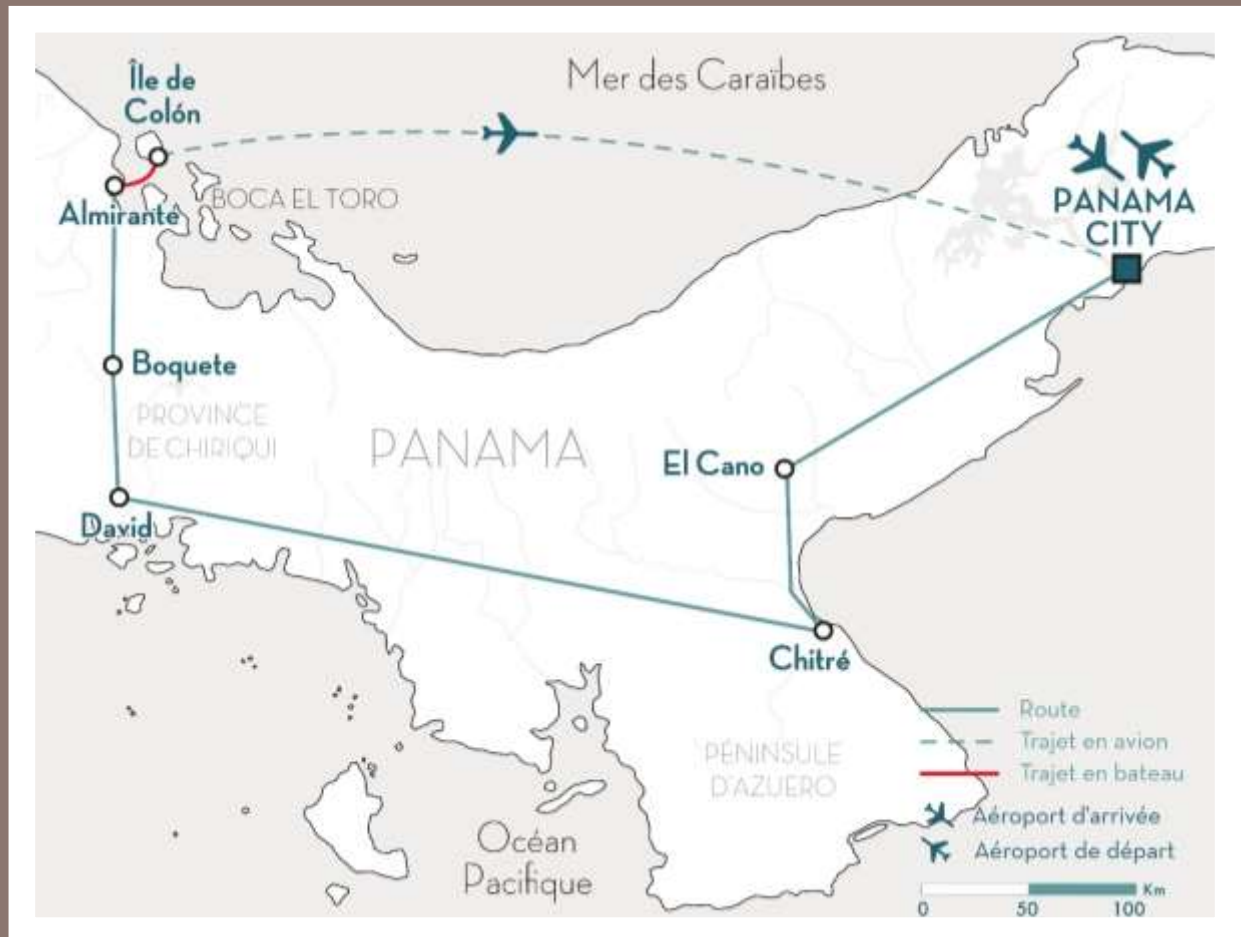 Île de
Colón
Mer des Caraïbes
BOCA EL TORO
Almirante
PANAMA
CITY
Boquete
PROVINCE
DE CHIRIQUI
PANAMA
El Cano
David
Chitré
PÉNINSULE
D'AZUERO
Océan
Pacifique
Route
Trajet en avion
Trajet en bateau
Aéroport d'arrivée
Aéroport de départ
Km
0 50 100